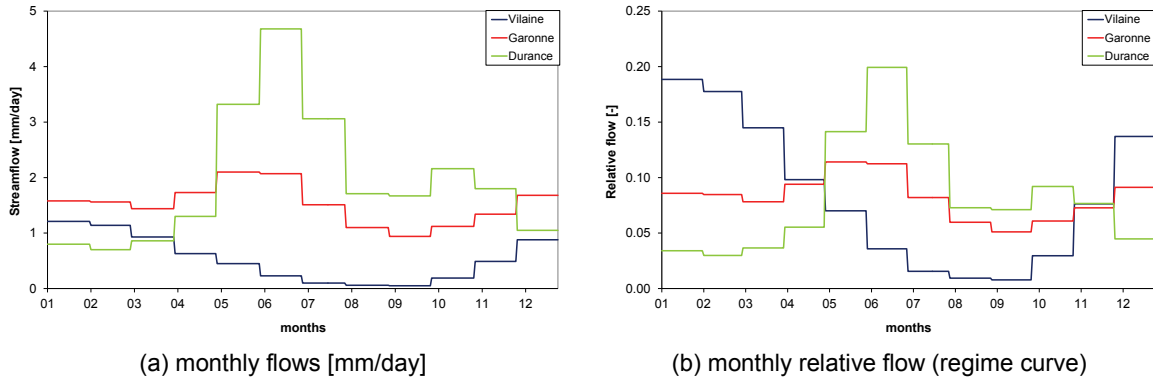 5
4
3
2
1
0
Streamflow [mm/day]
01 02 03 04 05 06 07 08 09 10 11 12
months
Vilaine
Garonne
Durance
(a) monthly flows [mm/day]
0.25
0.20
0.15
0.10
0.05
0.00
Relative flow [-]
01 02 03 04 05 06 07 08 09 10 11 12
months
Vilaine
Garonne
Durance
(b) monthly relative flow (regime curve)